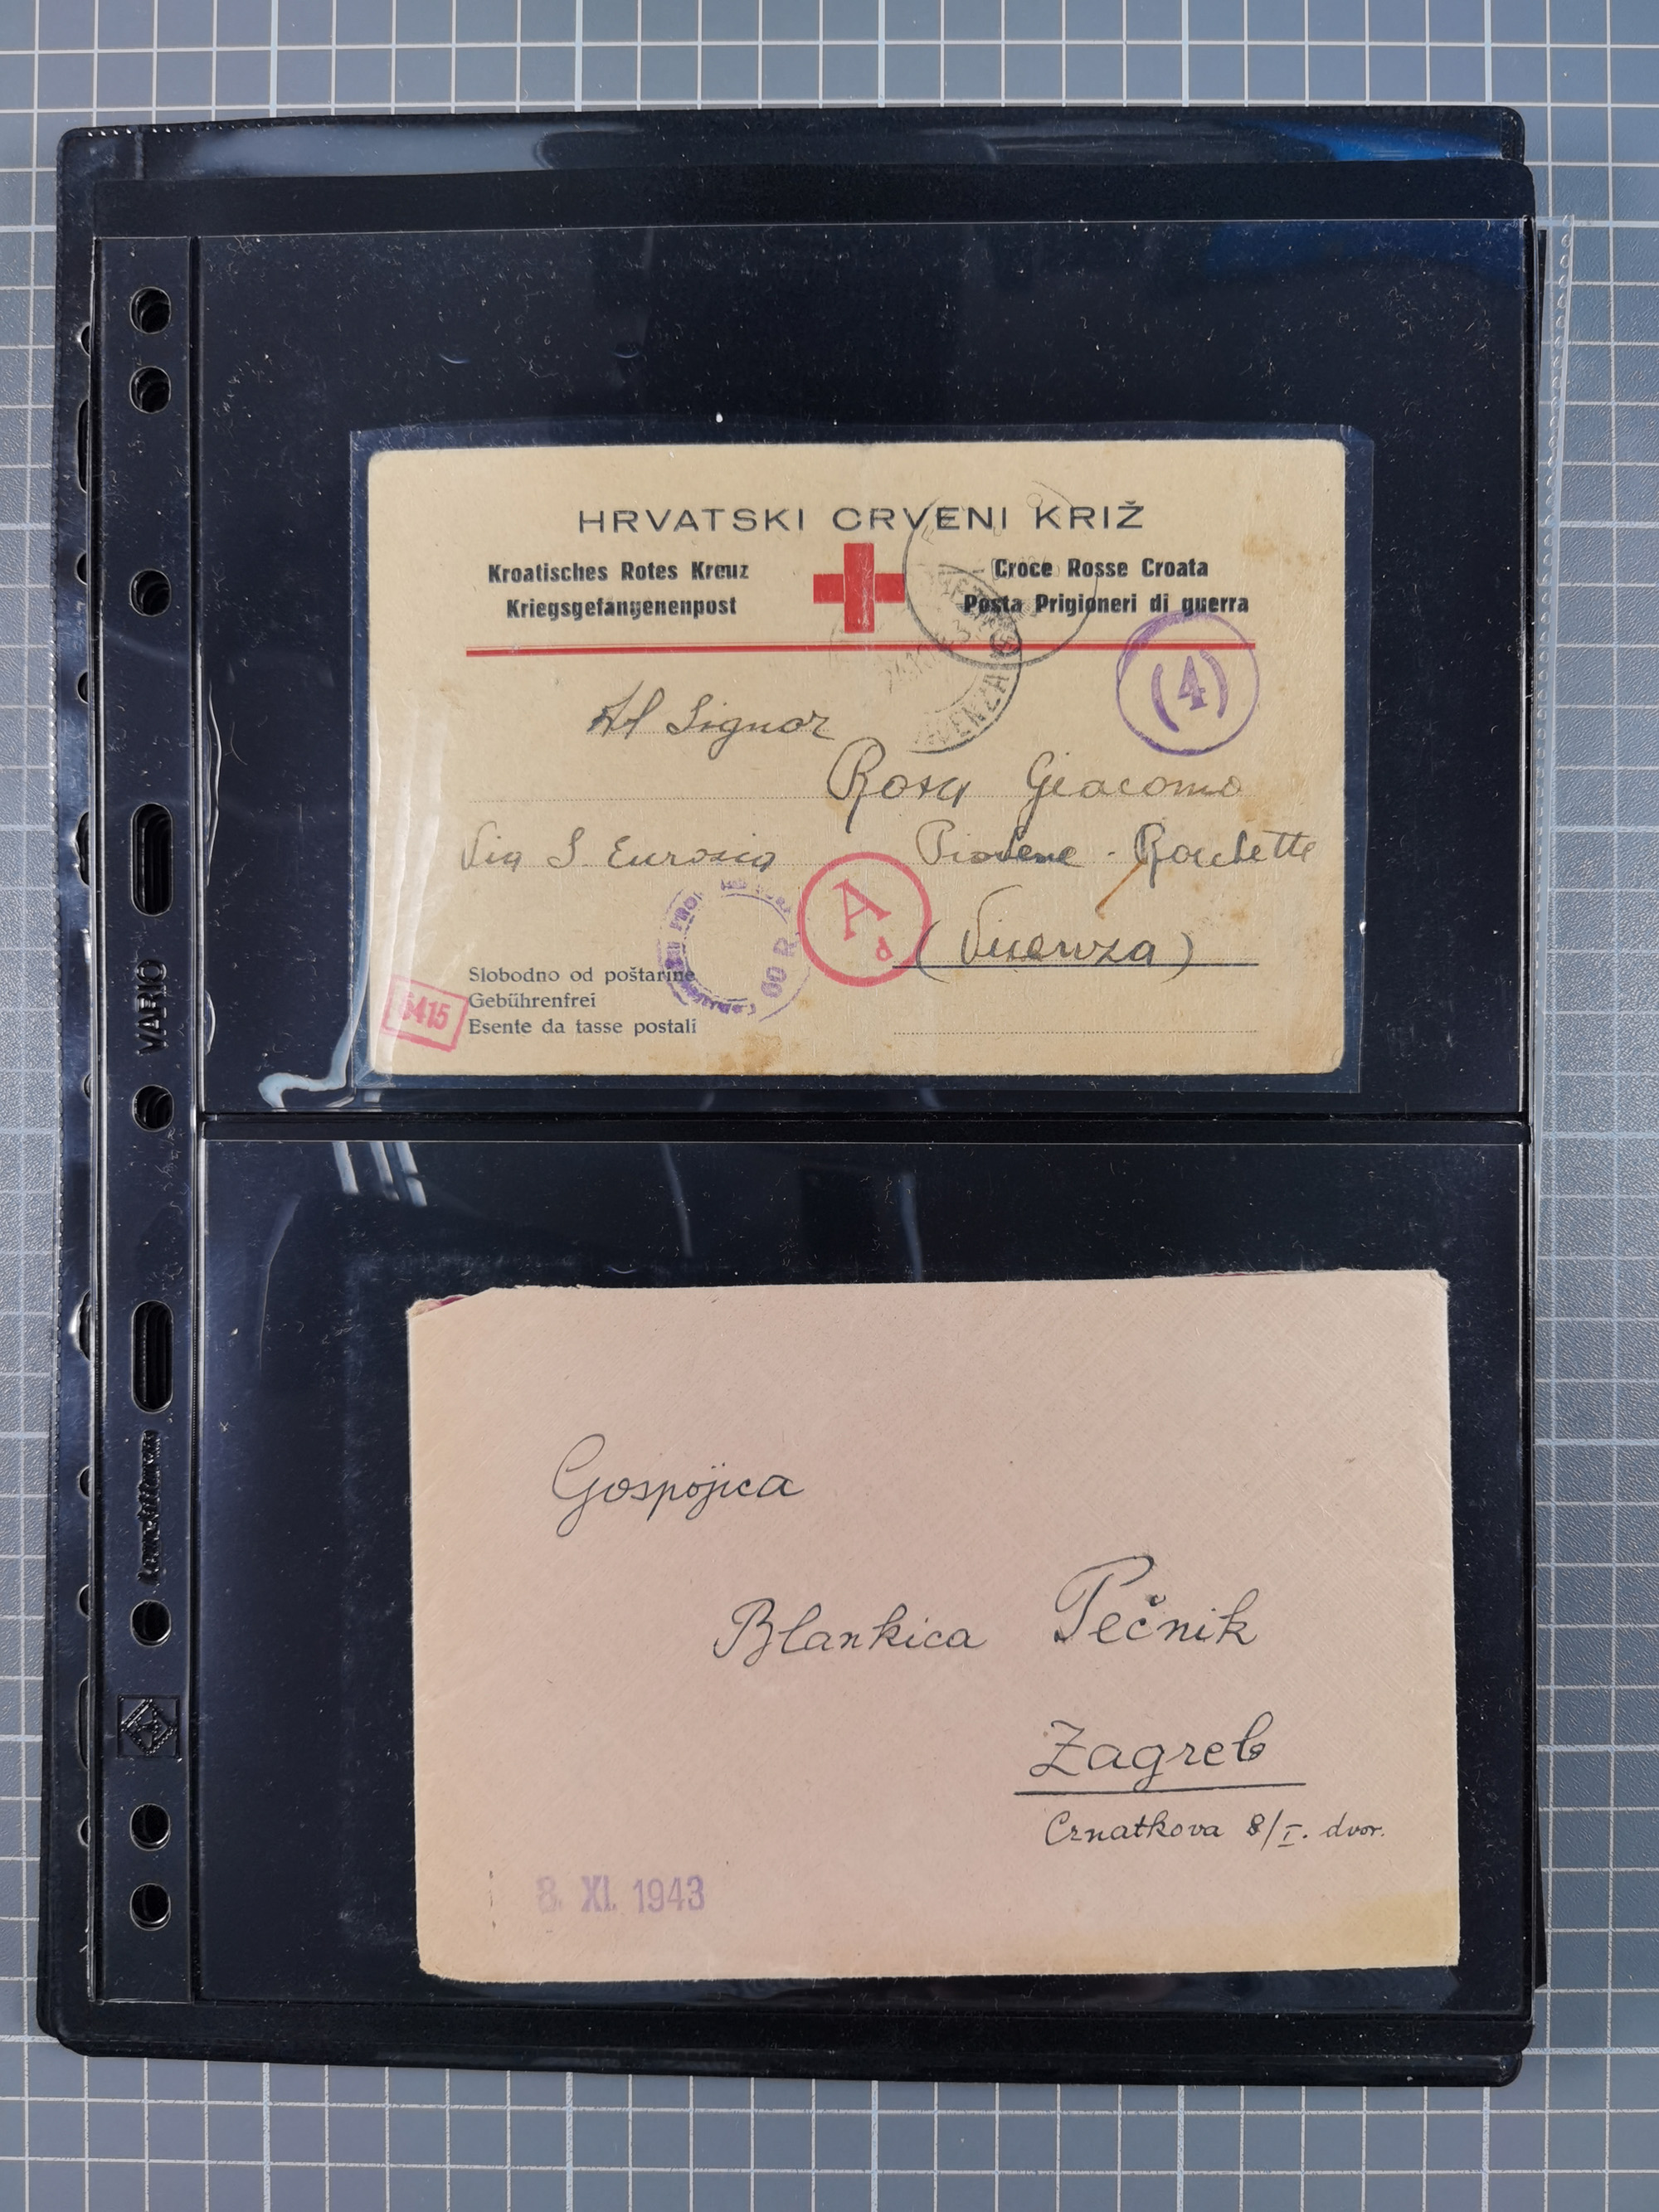 HRVATSKI CRVENI KRIŽ
Kroatisches Rotes Kreuz
Kriegsgefangenenpost
Croce Rosse Croata
Posta Prigioneri di guerra
(4)
VICENZA
Al Signor
Rosa Giacomo
Via S. Eurosia Piovene - Rocchette
(Vicenza)
A
d
Slobodno od poštarine
Gebührenfrei
Esente da tasse postali
6415
VARIO
Gospojica
Blankica Pečnik
Zagreb
Crnatkova 8/I. dvor.
8. XI. 1943